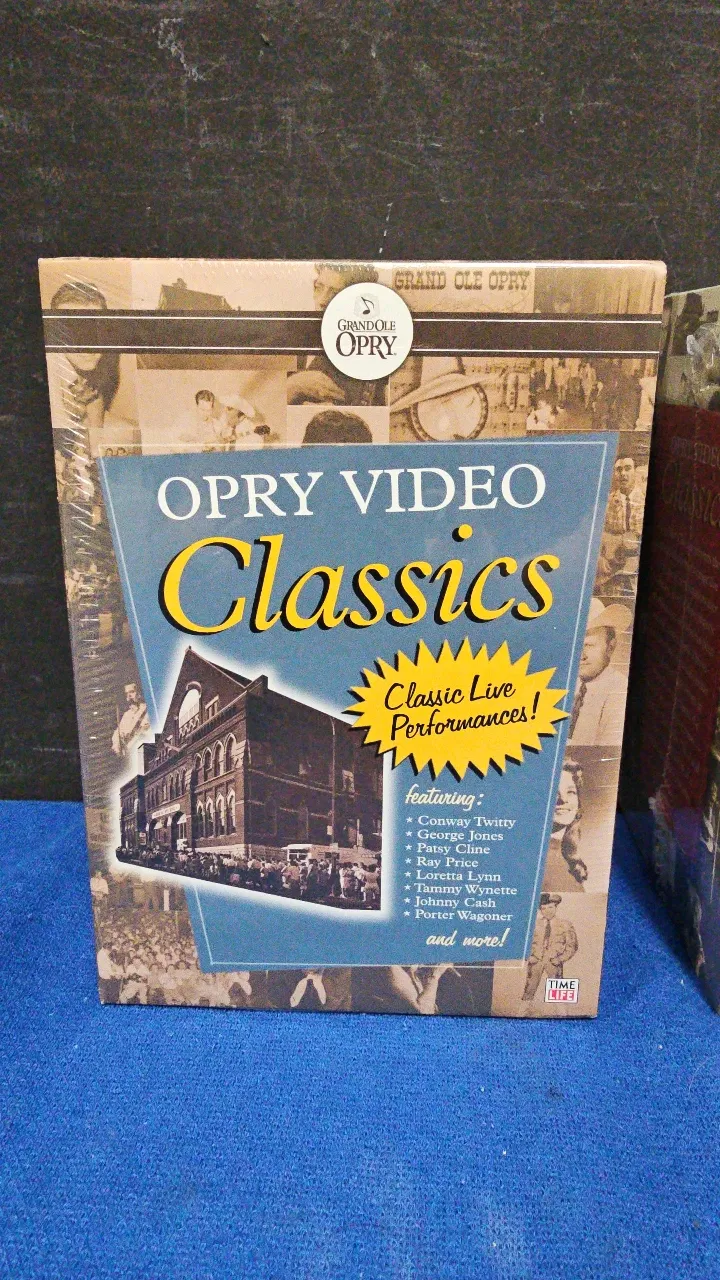 GRAND OLE OPRY
GRAND OLE
OPRY
OPRY VIDEO
Classics
Classic Live
Performances!
featuring:
★ Conway Twitty
★ George Jones
★ Patsy Cline
★ Ray Price
★ Loretta Lynn
★ Tammy Wynette
★ Johnny Cash
★ Porter Wagoner
and more!
TIME
LIFE
Classics